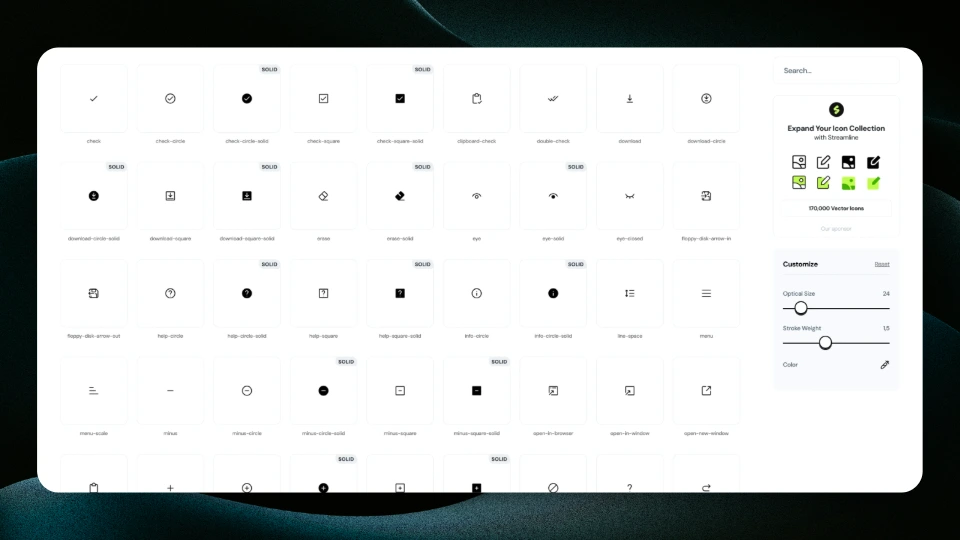 SOLID SOLID
check check-circle check-circle-solid check-square check-square-solid clipboard-check double-check download download-circle
SOLID SOLID SOLID SOLID
download-circle-solid download-square download-square-solid erase erase-solid eye eye-solid eye-closed floppy-disk-arrow-in
SOLID SOLID SOLID
floppy-disk-arrow-out help-circle help-circle-solid help-square help-square-solid info-circle info-circle-solid line-space menu
SOLID SOLID
menu-scale minus minus-circle minus-circle-solid minus-square minus-square-solid open-in-browser open-in-window open-new-window
SOLID SOLID
Search...
Expand Your Icon Collection
with Streamline
170,000 Vector Icons
Our sponsor
Customize Reset
Optical Size 24
Stroke Weight 1.5
Color